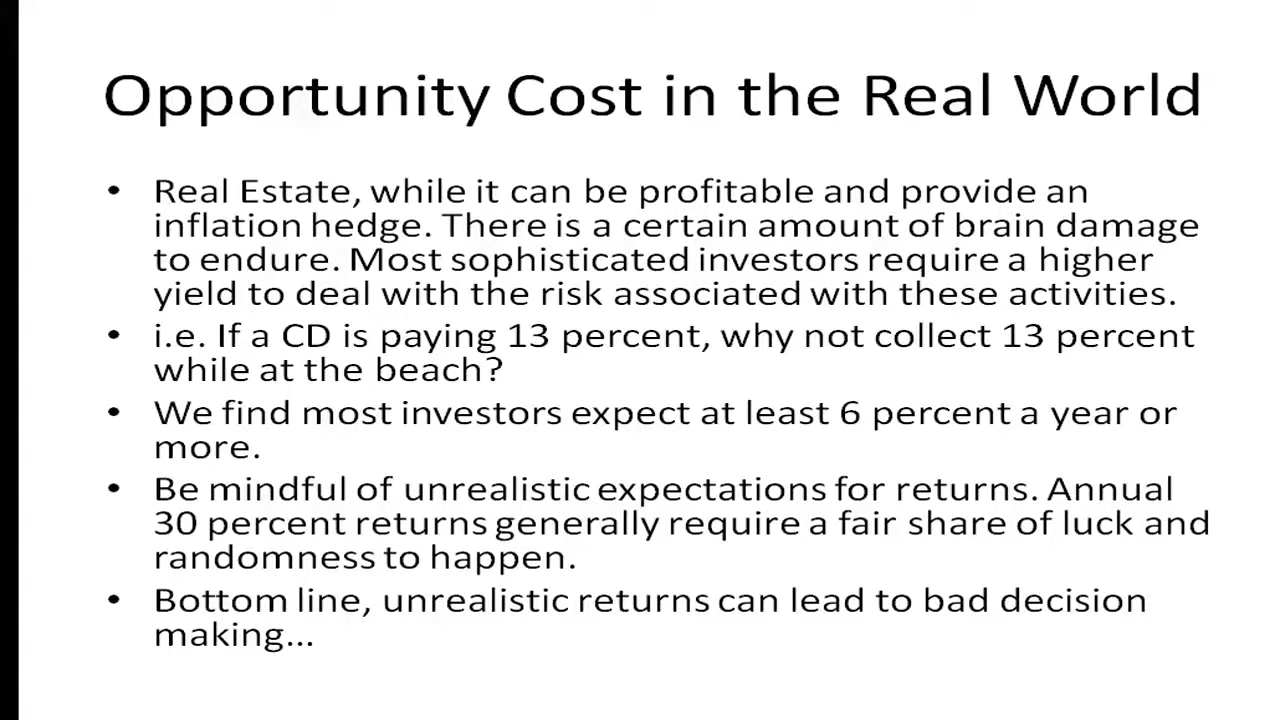 Opportunity Cost in the Real World
• Real Estate, while it can be profitable and provide an
inflation hedge. There is a certain amount of brain damage
to endure. Most sophisticated investors require a higher
yield to deal with the risk associated with these activities.
• i.e. If a CD is paying 13 percent, why not collect 13 percent
while at the beach?
• We find most investors expect at least 6 percent a year or
more.
• Be mindful of unrealistic expectations for returns. Annual
30 percent returns generally require a fair share of luck and
randomness to happen.
• Bottom line, unrealistic returns can lead to bad decision
making...